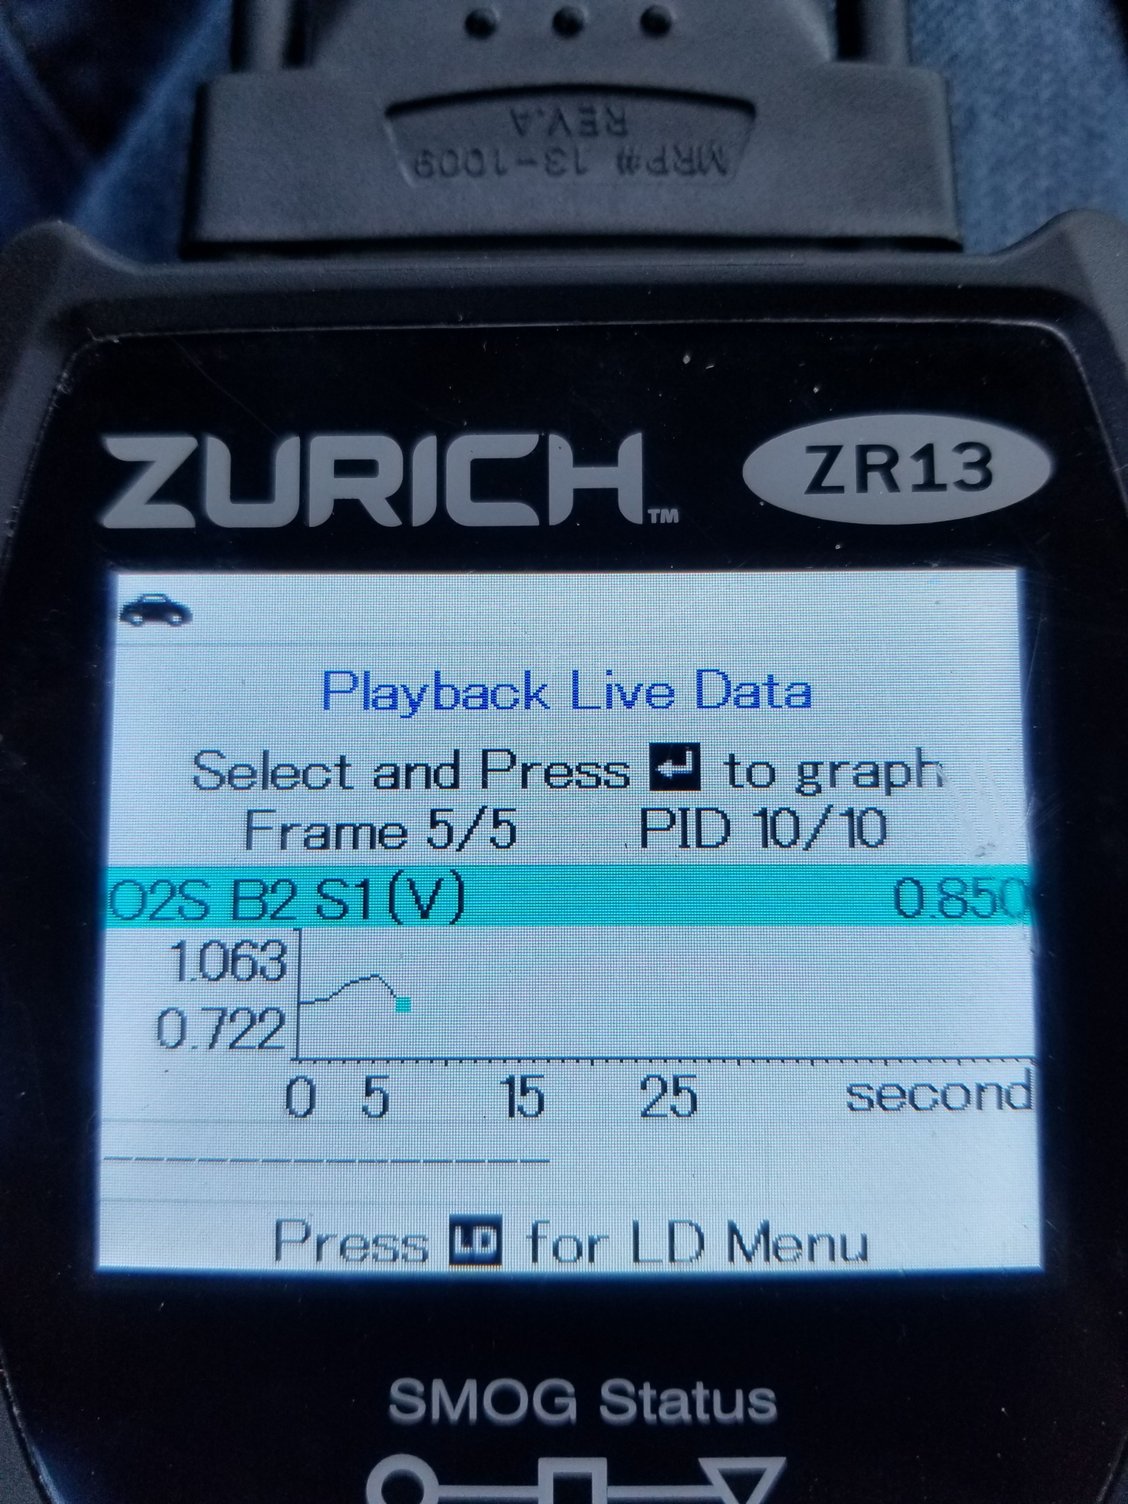 MRP# 13-1009
REV.A
ZURICH™ ZR13
Playback Live Data
Select and Press to graph
Frame 5/5 PID 10/10
O2S B2 S1(V) 0.850
1.063
0.722
0 5 15 25 second
Press LD for LD Menu
SMOG Status